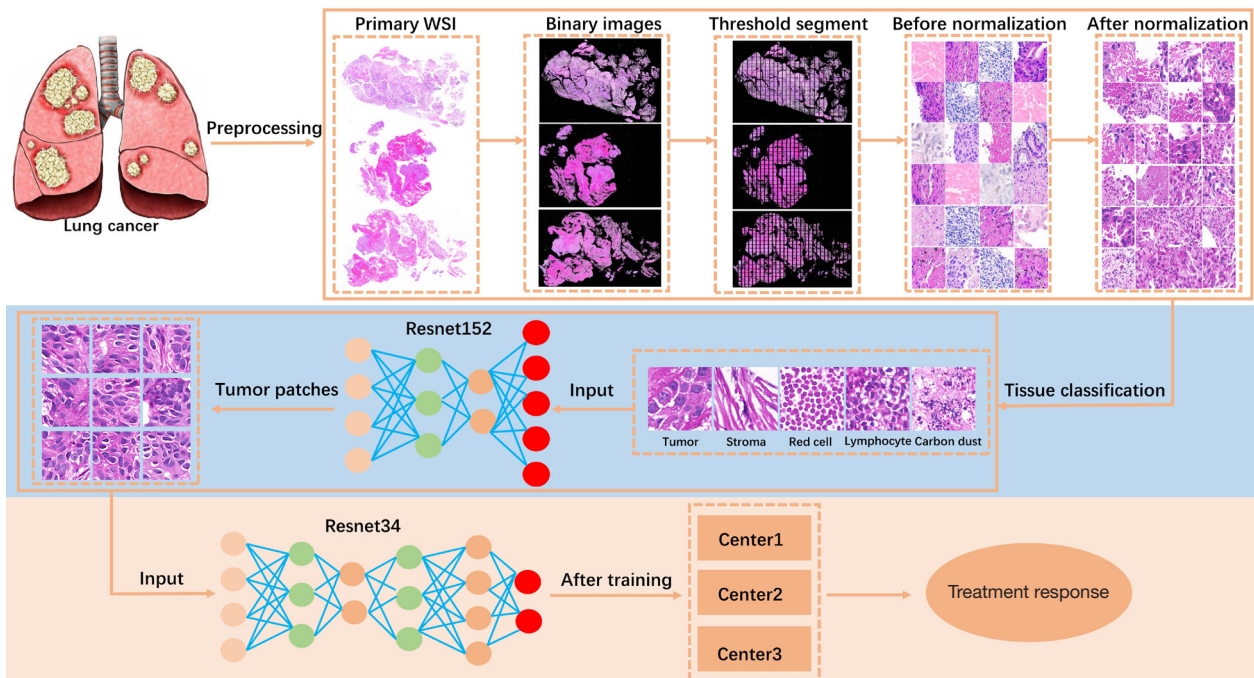 Primary WSI
Binary images
Threshold segment
Before normalization
After normalization
Preprocessing
Lung cancer
Resnet152
Tumor patches
Input
Tissue classification
Tumor
Stroma
Red cell
Lymphocyte
Carbon dust
Resnet34
Input
After training
Center1
Center2
Center3
Treatment response